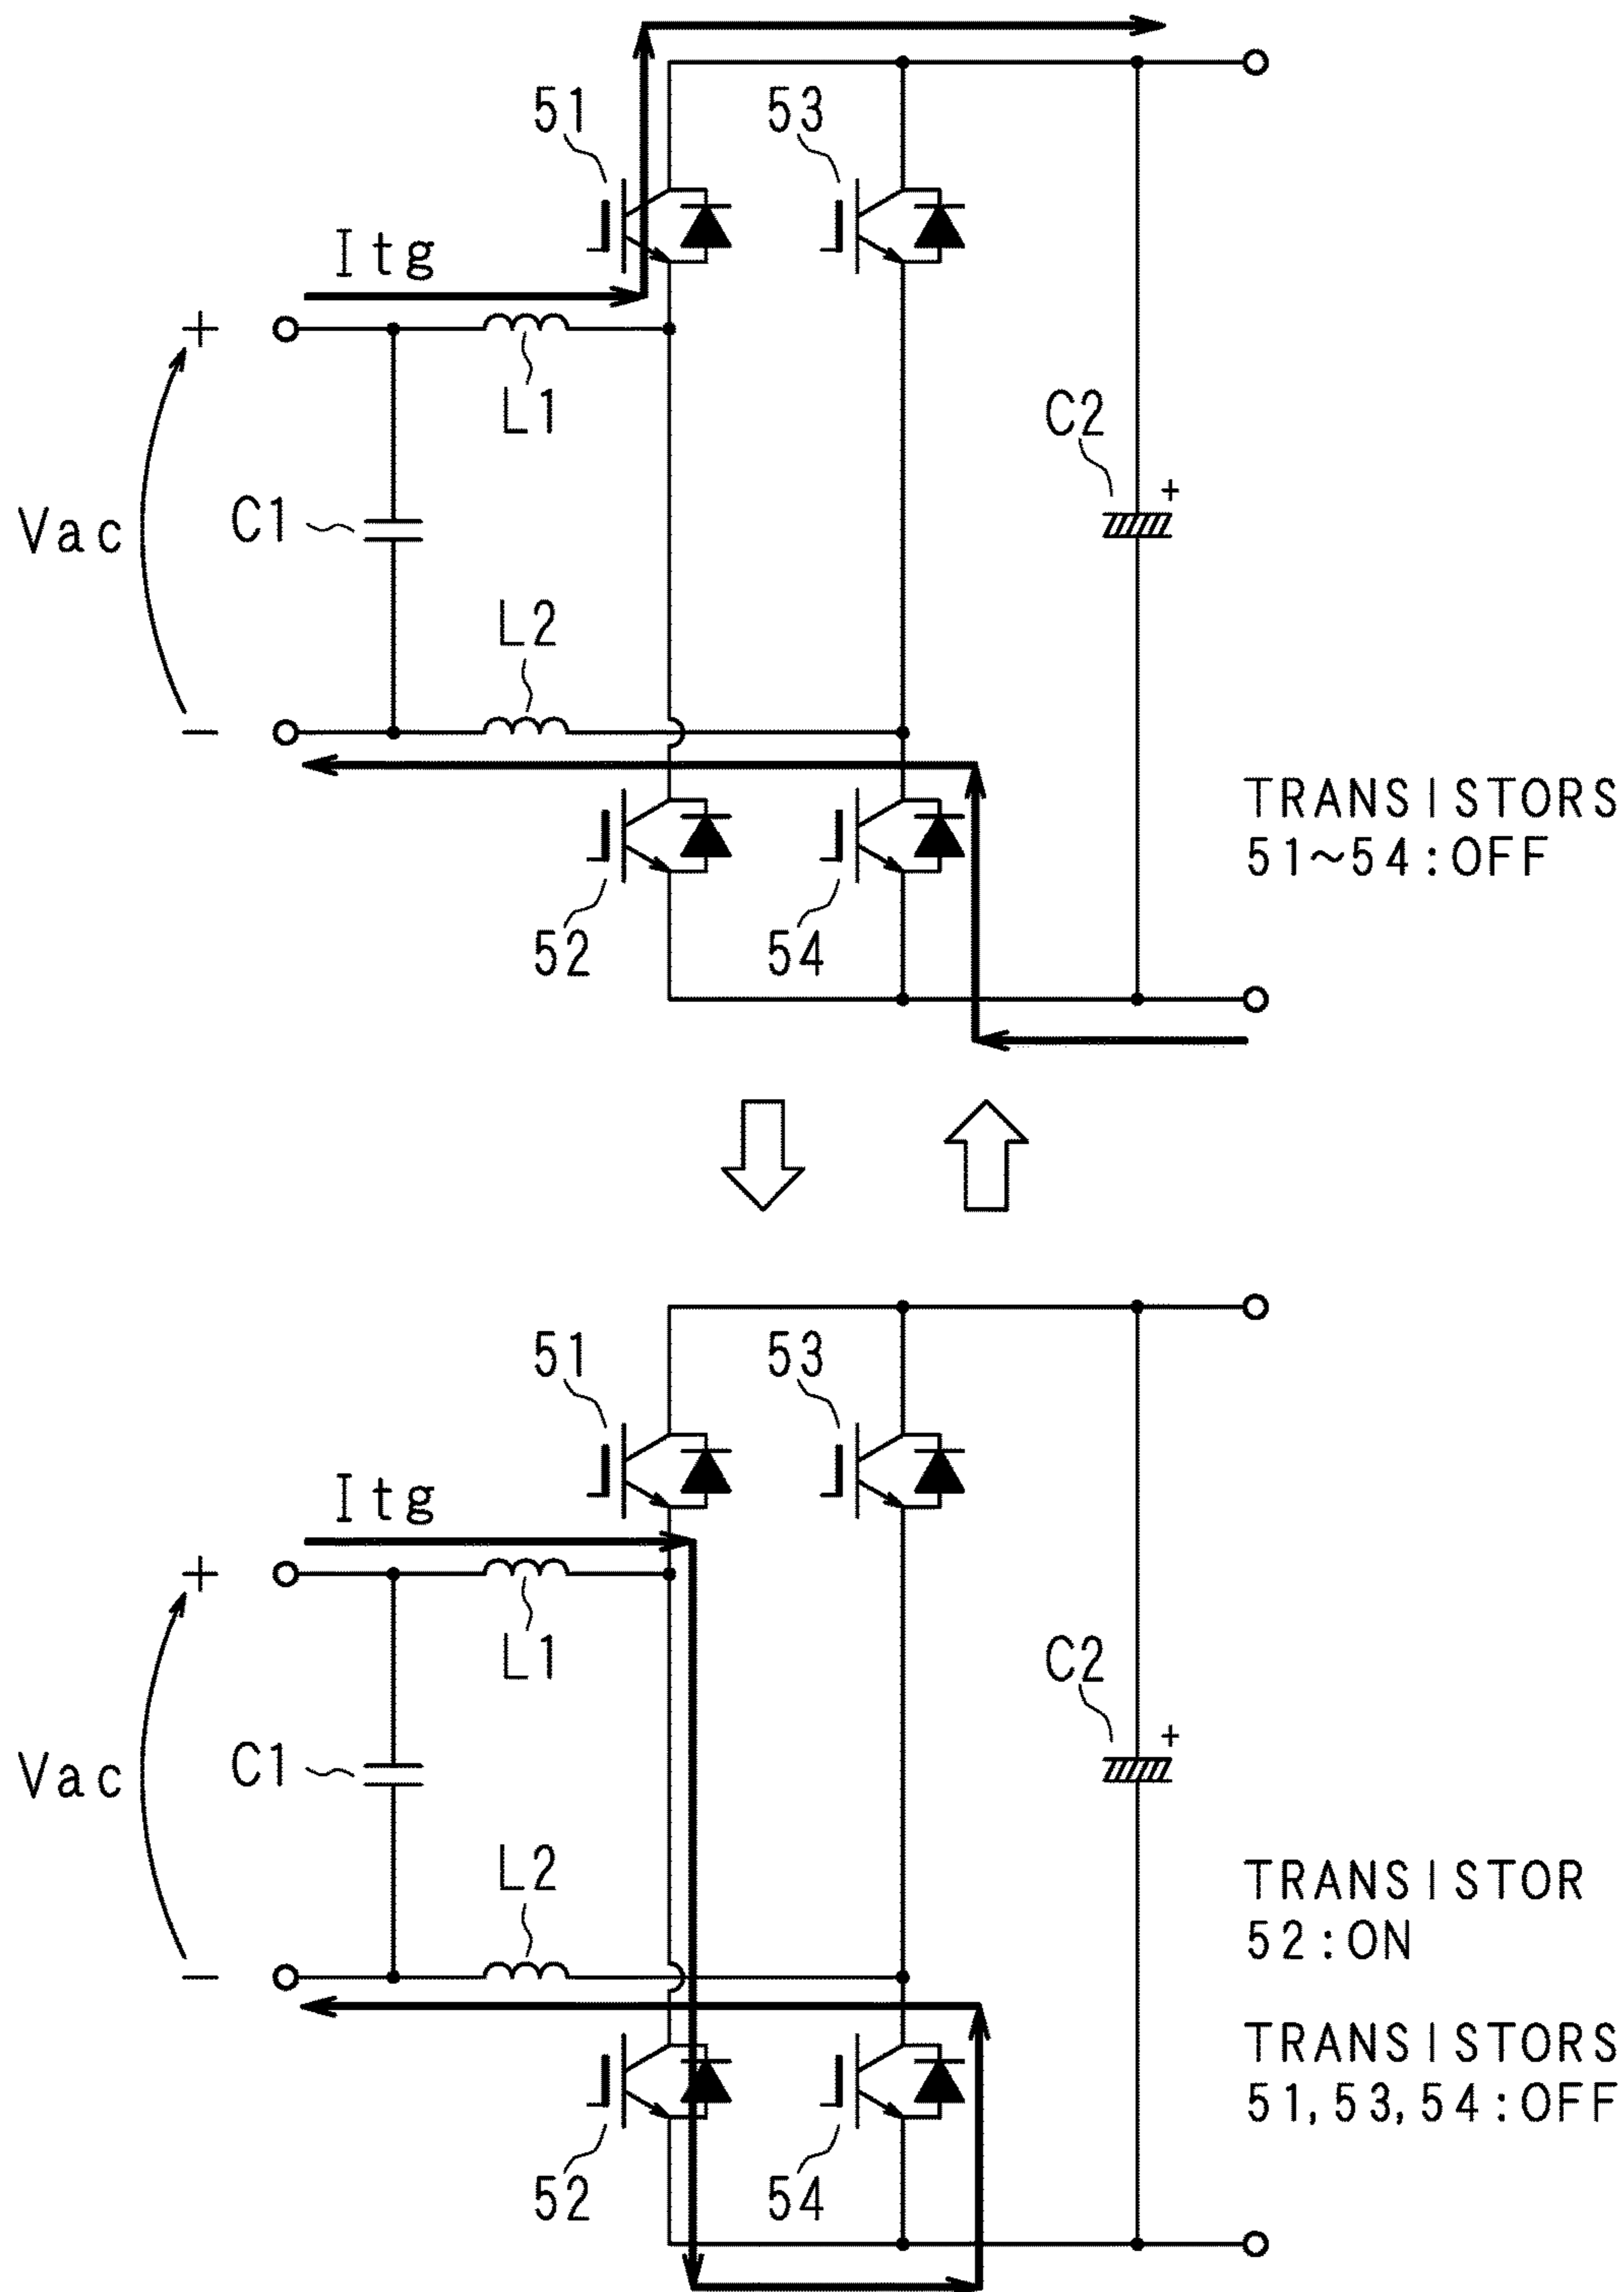 51
53
Itg
+
L1
C2
+
Vac
C1
L2
−
TRANSISTORS
51~54:OFF
52
54
51
53
Itg
+
L1
C2
+
Vac
C1
L2
−
TRANSISTOR
52:ON
TRANSISTORS
51,53,54:OFF
52
54